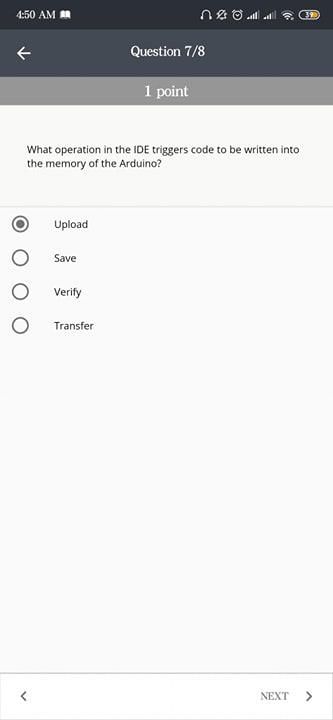 4:50 AM
39
Question 7/8
1 point
What operation in the IDE triggers code to be written into
the memory of the Arduino?
Upload
Save
Verify
Transfer
NEXT